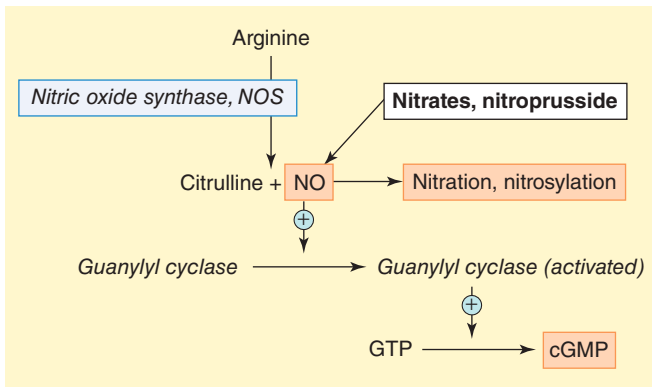 Arginine
Nitric oxide synthase, NOS
Nitrates, nitroprusside
Citrulline + NO
Nitration, nitrosylation
+
Guanylyl cyclase
Guanylyl cyclase (activated)
+
GTP
cGMP